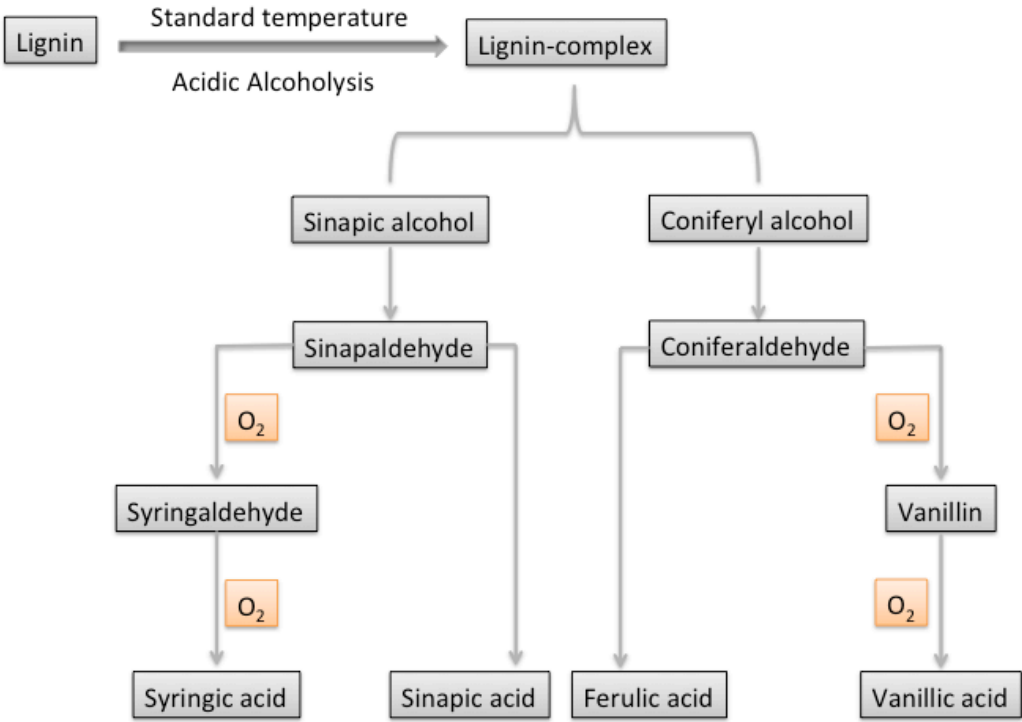 Standard temperature
Lignin
Lignin-complex
Acidic Alcoholysis
Sinapic alcohol
Coniferyl alcohol
Sinapaldehyde
Coniferaldehyde
O₂
O₂
Syringaldehyde
Vanillin
O₂
O₂
Syringic acid
Sinapic acid
Ferulic acid
Vanillic acid